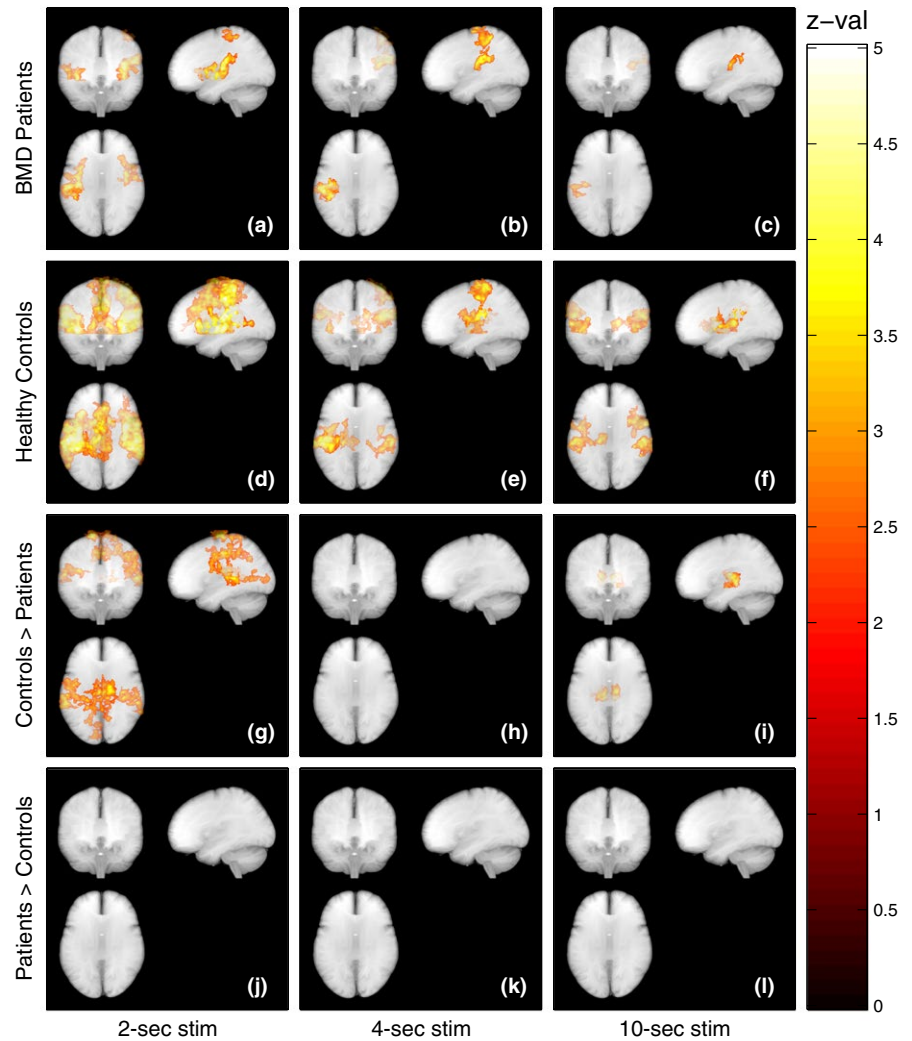 z-val
BMD Patients
(a)
(b)
(c)
Healthy Controls
(d)
(e)
(f)
Controls > Patients
(g)
(h)
(i)
Patients > Controls
(j)
(k)
(l)
2-sec stim
4-sec stim
10-sec stim
5
4.5
4
3.5
3
2.5
2
1.5
1
0.5
0